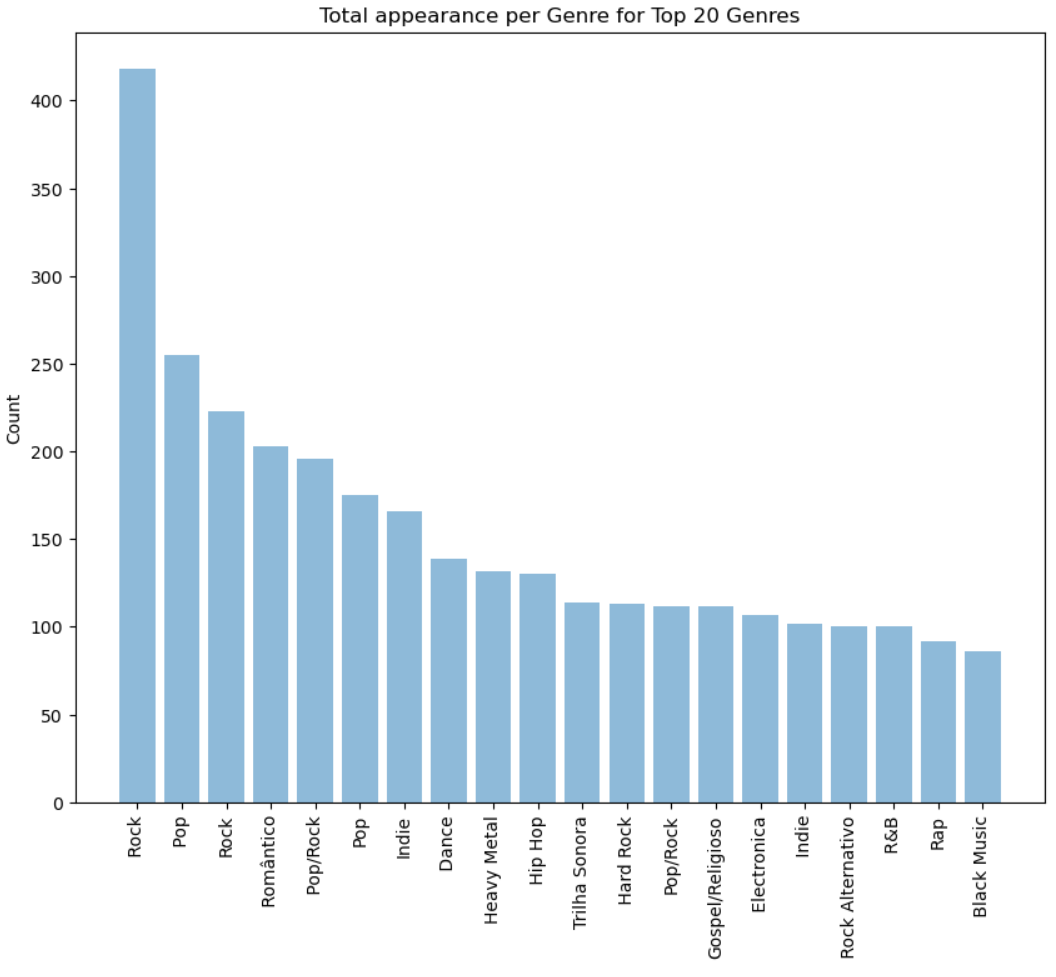 Total appearance per Genre for Top 20 Genres
Count
400
350
300
250
200
150
100
50
0
Rock
Pop
Rock
Romântico
Pop/Rock
Pop
Indie
Dance
Heavy Metal
Hip Hop
Trilha Sonora
Hard Rock
Pop/Rock
Gospel/Religioso
Electronica
Indie
Rock Alternativo
R&B
Rap
Black Music